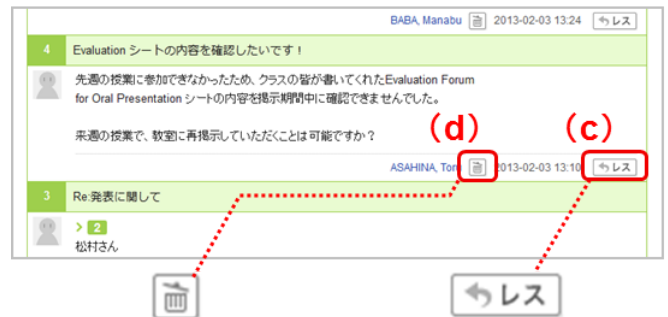 BABA, Manabu 2013-02-03 13:24 レス
4 Evaluation シートの内容を確認したいです！
先週の授業に参加できなかったため、クラスの皆が書いてくれたEvaluation Forum
for Oral Presentation シートの内容を掲示期間中に確認できませんでした。
来週の授業で、教室に再掲示していただくことは可能ですか？
(d) (c)
ASAHINA, Toru 2013-02-03 13:10 レス
3 Re:発表に関して
> 2
松村さん
レス